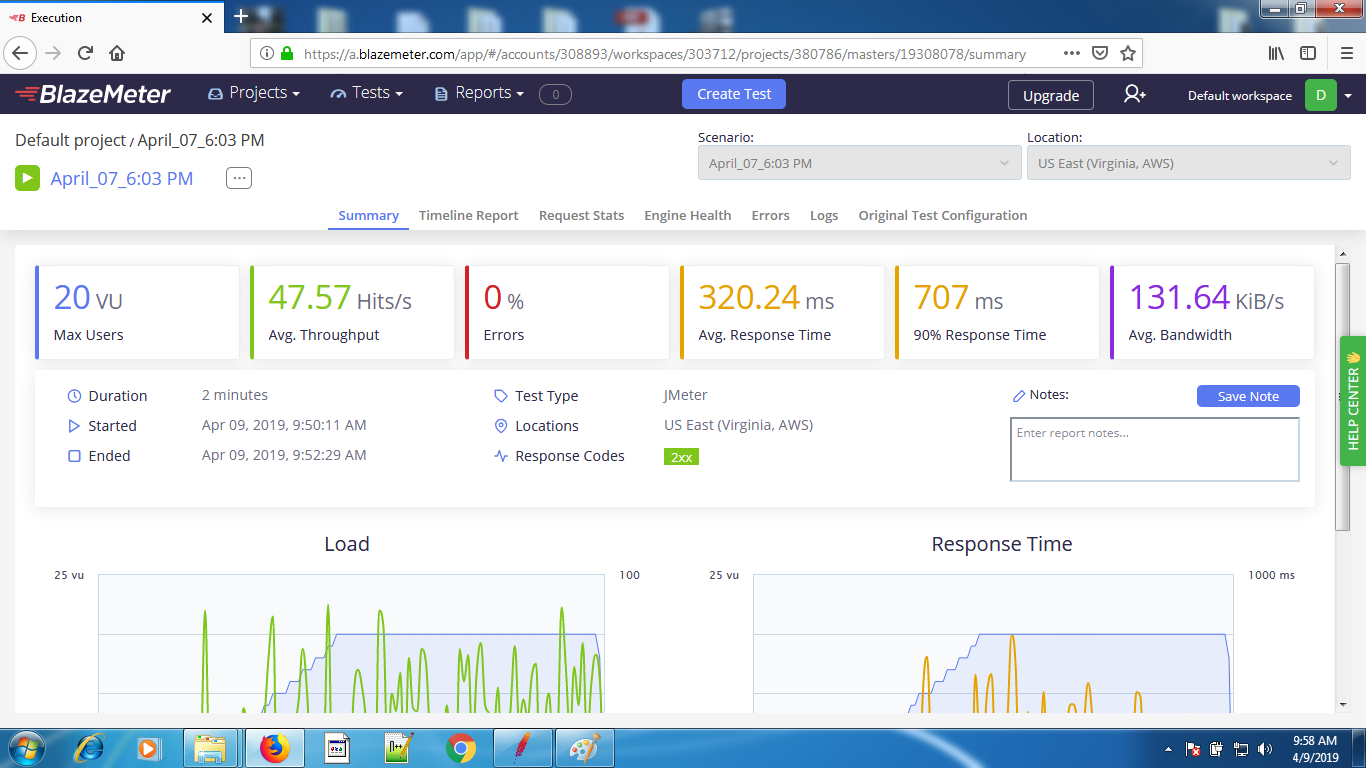 Execution
https://a.blazemeter.com/app/#/accounts/308893/workspaces/303712/projects/380786/masters/19308078/summary
BlazeMeter Projects Tests Reports 0 Create Test Upgrade Default workspace D
Default project / April_07_6:03 PM
Scenario: Location:
April_07_6:03 PM US East (Virginia, AWS)
April_07_6:03 PM ...
Summary Timeline Report Request Stats Engine Health Errors Logs Original Test Configuration
20 VU 47.57 Hits/s 0 % 320.24 ms 707 ms 131.64 KiB/s
Max Users Avg. Throughput Errors Avg. Response Time 90% Response Time Avg. Bandwidth
HELP CENTER
Duration 2 minutes Test Type JMeter Notes: Save Note
Started Apr 09, 2019, 9:50:11 AM Locations US East (Virginia, AWS) Enter report notes...
Ended Apr 09, 2019, 9:52:29 AM Response Codes 2xx
Load Response Time
25 vu 100 25 vu 1000 ms
9:58 AM
4/9/2019